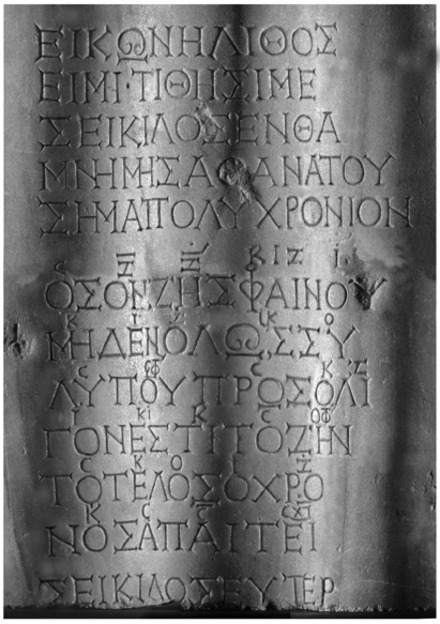 ΕΙΚΩΝΗΛΙΘΟΣ
ΕΙΜΙ·ΤΙΘΗΣΙΜΕ
ΣΕΙΚΙΛΟΣΕΝΘΑ
ΜΝΗΜΗΣΑΘΑΝΑΤΟΥ
ΣΗΜΑΠΟΛΥΧΡΟΝΙΟΝ
ΟΣΟΝΖΗΣΦΑΙΝΟΥ
ΜΗΔΕΝΟΛΩΣΣΥ
ΛΥΠΟΥΠΡΟΣΟΛΙ
ΓΟΝΕΣΤΙΤΟΖΗΝ
ΤΟΤΕΛΟΣΟΧΡΟ
ΝΟΣΑΠΑΙΤΕΙ
ΣΕΙΚΙΛΟΣΕΥΤΕΡ